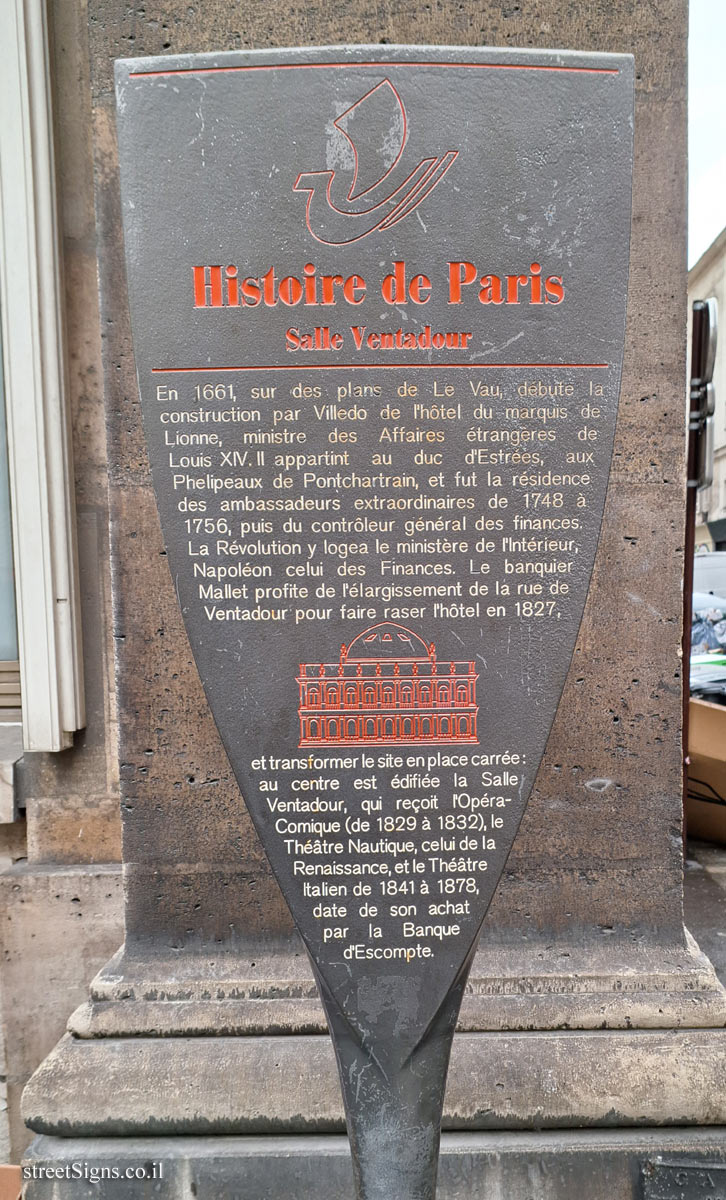 Histoire de Paris
Salle Ventadour
En 1661, sur des plans de Le Vau, débute la
construction par Villedo de l'hôtel du marquis de
Lionne, ministre des Affaires étrangères de
Louis XIV. Il appartint au duc d'Estrées, aux
Phelipeaux de Pontchartrain, et fut la résidence
des ambassadeurs extraordinaires de 1748 à
1756, puis du contrôleur général des finances.
La Révolution y logea le ministère de l'Intérieur,
Napoléon celui des Finances. Le banquier
Mallet profite de l'élargissement de la rue de
Ventadour pour faire raser l'hôtel en 1827,
et transformer le site en place carrée :
au centre est édifiée la Salle
Ventadour, qui reçoit l'Opéra-
Comique (de 1829 à 1832), le
Théâtre Nautique, celui de la
Renaissance, et le Théâtre
Italien de 1841 à 1878,
date de son achat
par la Banque
d'Escompte.
streetSigns.co.il